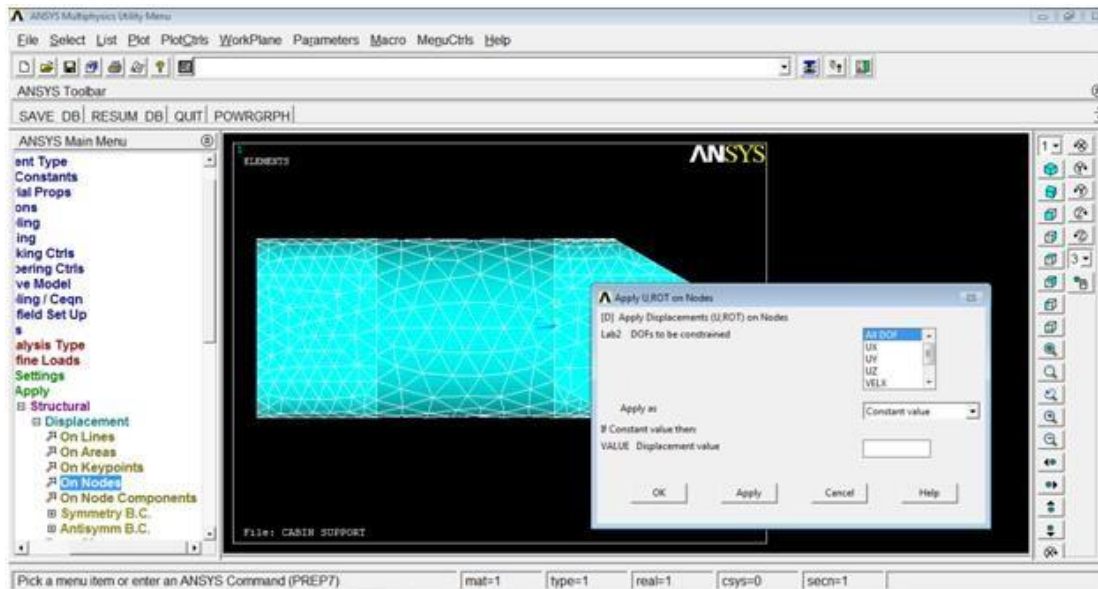 ANSYS Multiphysics Utility Menu
File Select List Plot PlotCtrls WorkPlane Parameters Macro MenuCtrls Help
ANSYS Toolbar
SAVE_DB RESUM_DB QUIT POWRGRPH
ANSYS Main Menu
ent Type
Constants
rial Props
ons
ling
ing
king Ctrls
bering Ctrls
ve Model
ling / Ceqn
field Set Up
s
alysis Type
fine Loads
Settings
Apply
Structural
Displacement
On Lines
On Areas
On Keypoints
On Nodes
On Node Components
Symmetry B.C.
Antisymm B.C.
1
ELEMENTS
ANSYS
File: CABIN SUPPORT
Apply U,ROT on Nodes
[D] Apply Displacements (U,ROT) on Nodes
Lab2 DOFs to be constrained
All DOF
UX
UY
UZ
VELX
Apply as
Constant value
If Constant value then:
VALUE Displacement value
OK Apply Cancel Help
1
3
Pick a menu item or enter an ANSYS Command (PREP7) mat=1 type=1 real=1 csys=0 secn=1